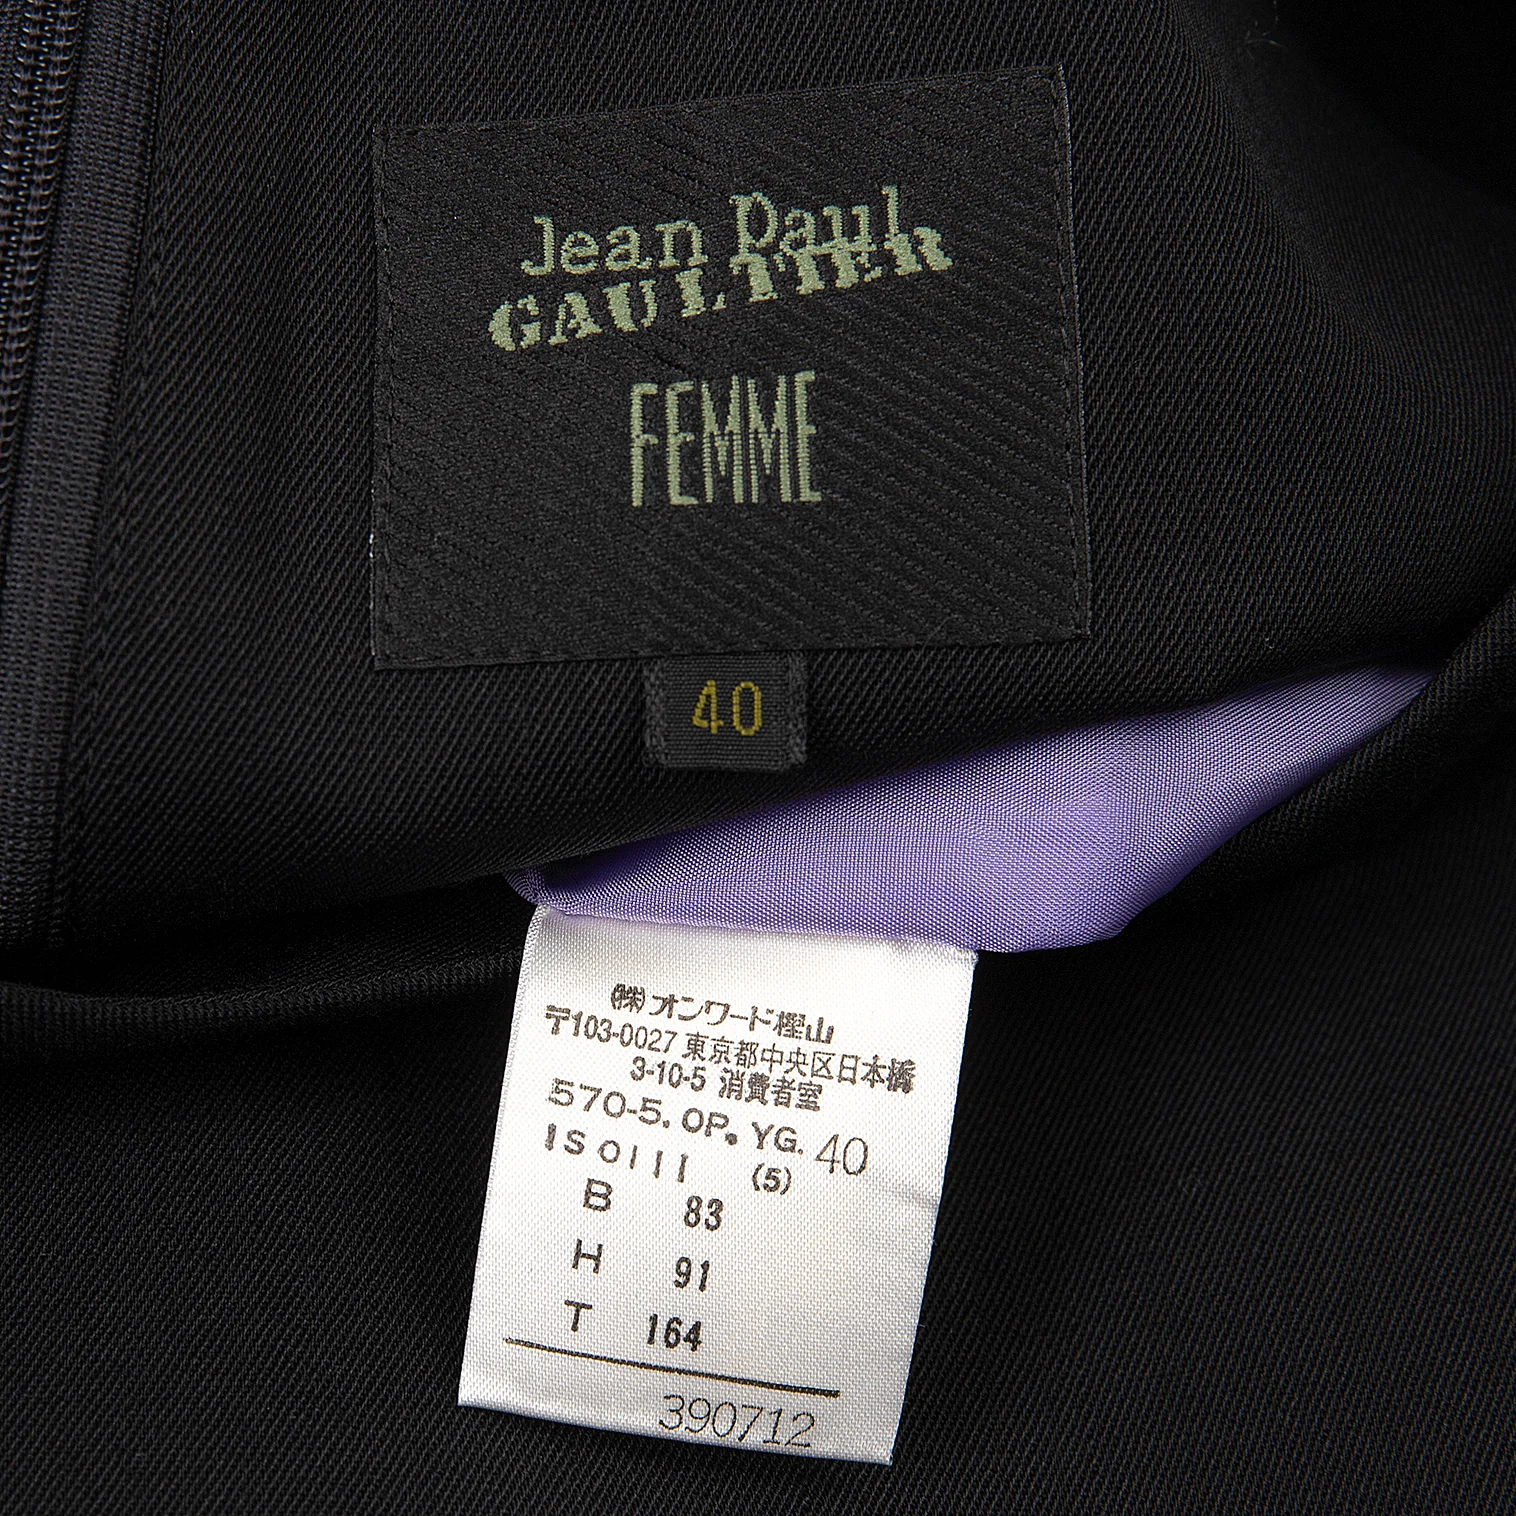 Jean Paul
GAULTIER
FEMME
40
(株)オンワード樫山
〒103-0027 東京都中央区日本橋
3-10-5 消費者室
570-5. OP. YG. 40
ISO111 (5)
B 83
H 91
T 164
390712